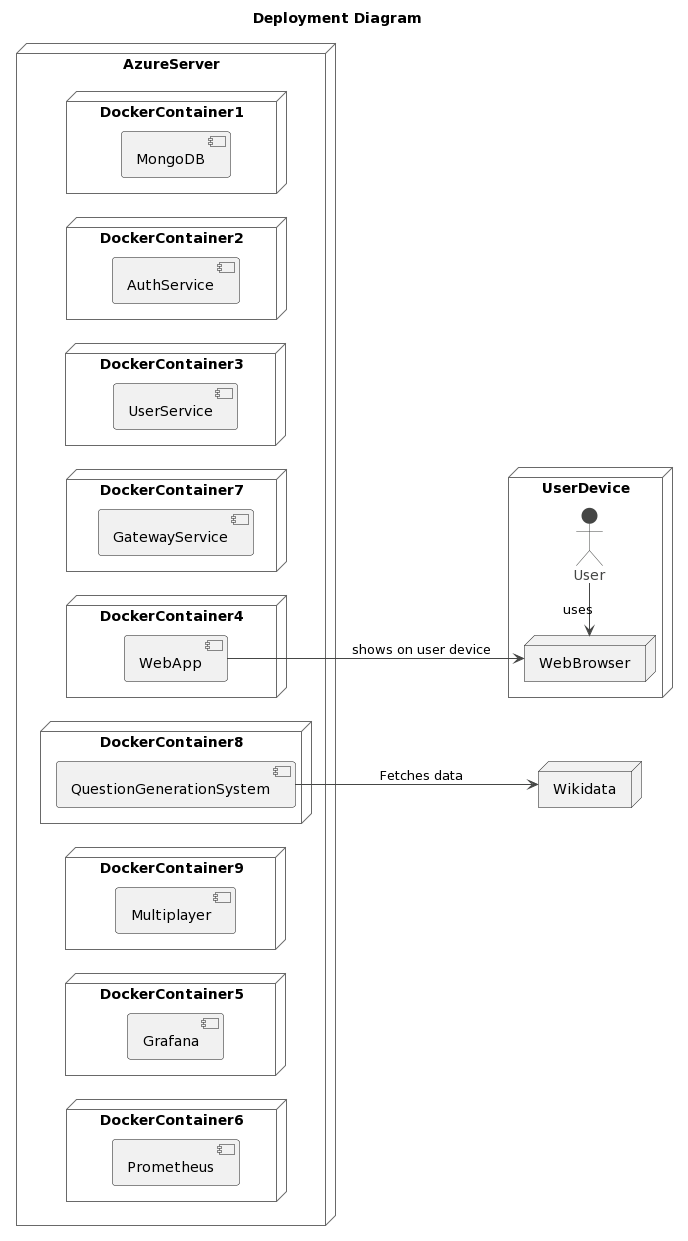 Deployment Diagram
AzureServer
DockerContainer1
MongoDB
DockerContainer2
AuthService
DockerContainer3
UserService
DockerContainer7
GatewayService
DockerContainer4
WebApp
shows on user device
UserDevice
User
uses
WebBrowser
DockerContainer8
QuestionGenerationSystem
Fetches data
Wikidata
DockerContainer9
Multiplayer
DockerContainer5
Grafana
DockerContainer6
Prometheus